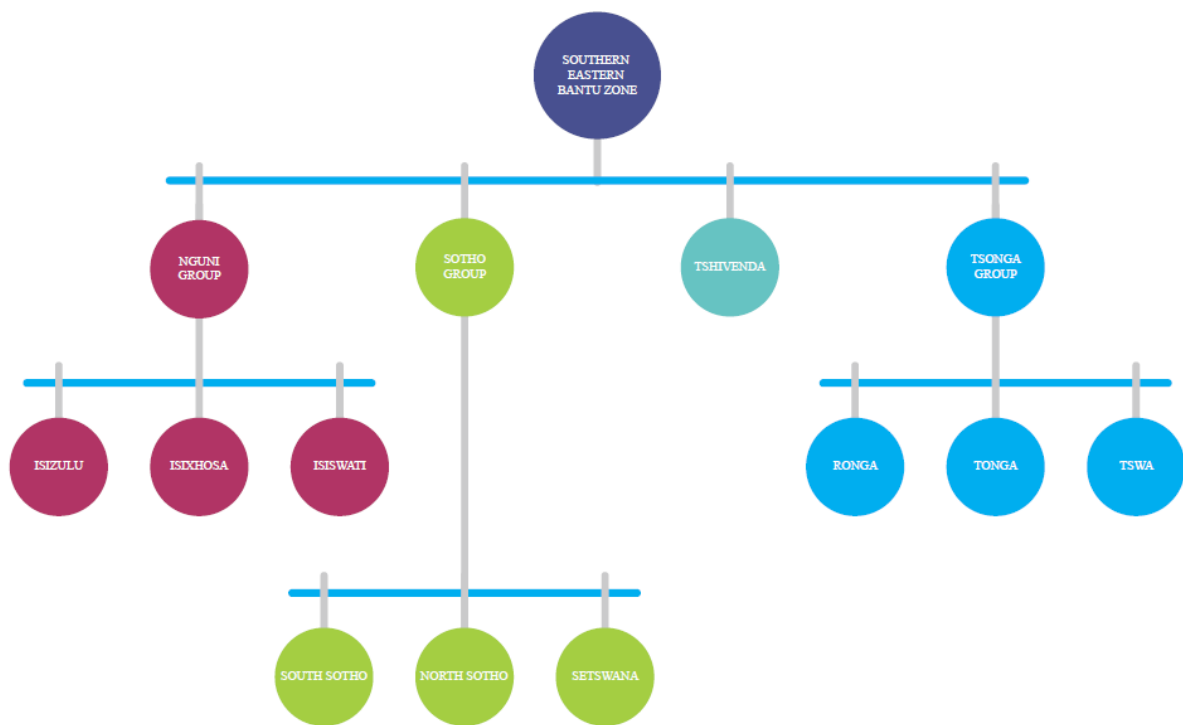 SOUTHERN
EASTERN
BANTU ZONE
NGUNI
GROUP
SOTHO
GROUP
TSHIVENDA
TSONGA
GROUP
ISIZULU
ISIXHOSA
ISISWATI
RONGA
TONGA
TSWA
SOUTH SOTHO
NORTH SOTHO
SETSWANA